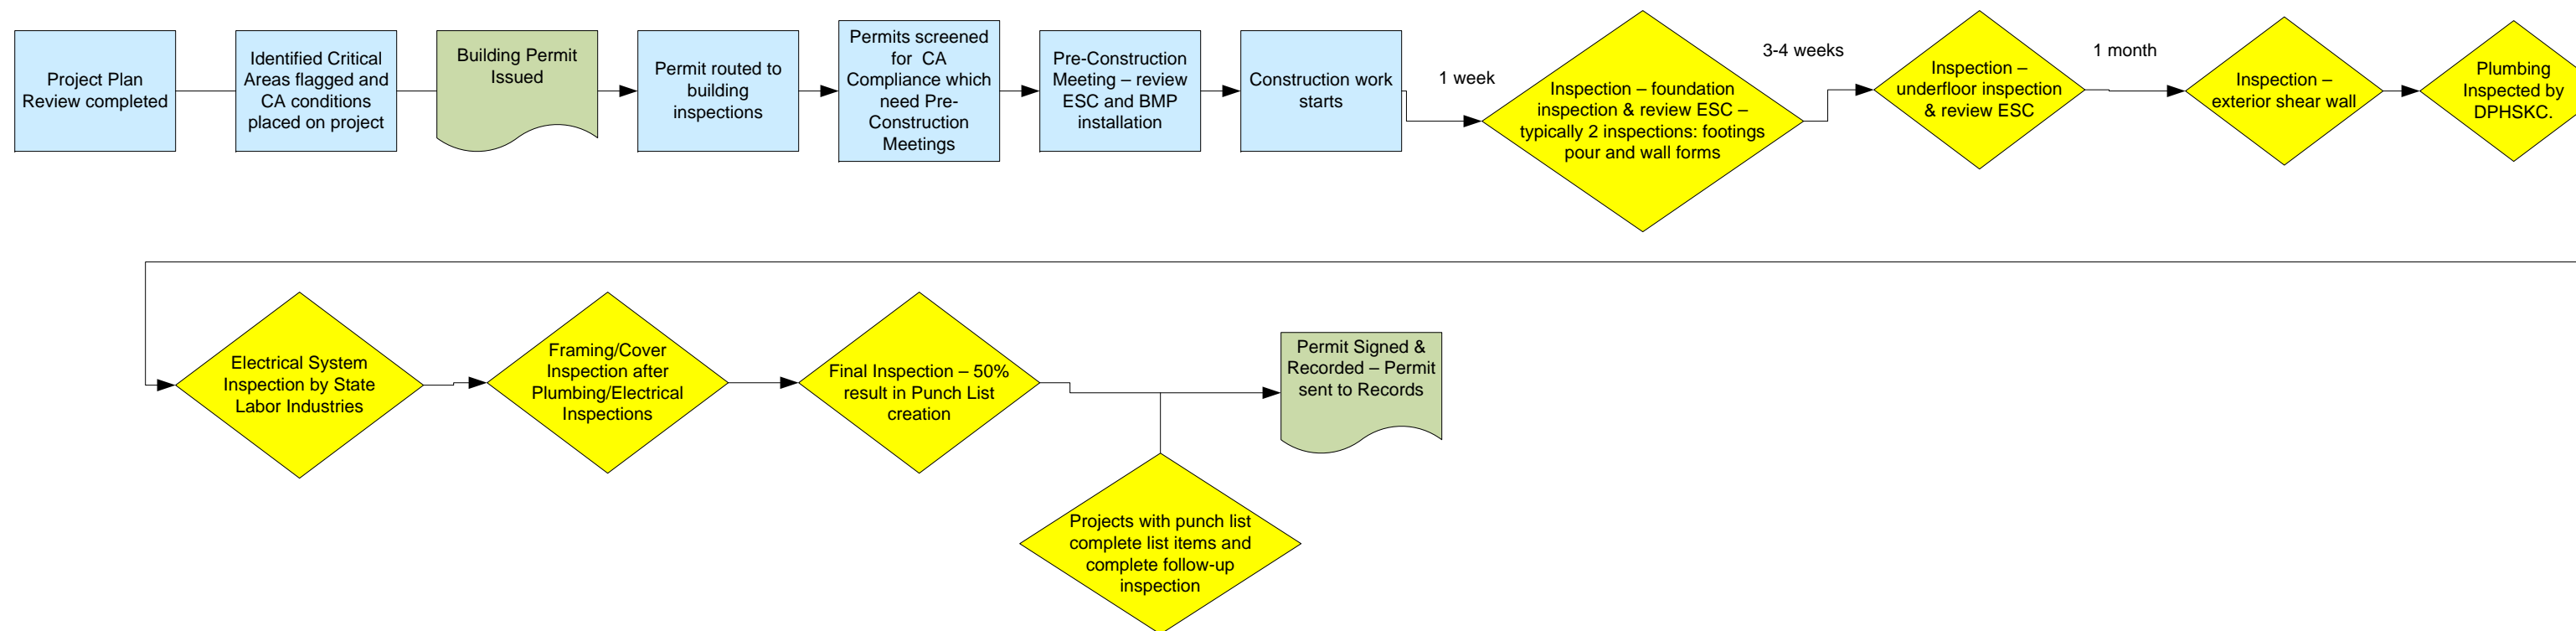 Project Plan
Review completed
Identified Critical
Areas flagged and
CA conditions
placed on project
Building Permit
Issued
Permit routed to
building
inspections
Permits screened
for CA
Compliance which
need Pre-
Construction
Meetings
Pre-Construction
Meeting – review
ESC and BMP
installation
Construction work
starts
1 week
Inspection – foundation
inspection & review ESC –
typically 2 inspections: footings
pour and wall forms
3-4 weeks
Inspection –
underfloor inspection
& review ESC
1 month
Inspection –
exterior shear wall
Plumbing
Inspected by
DPHSKC.
Electrical System
Inspection by State
Labor Industries
Framing/Cover
Inspection after
Plumbing/Electrical
Inspections
Final Inspection – 50%
result in Punch List
creation
Permit Signed &
Recorded – Permit
sent to Records
Projects with punch list
complete list items and
complete follow-up
inspection